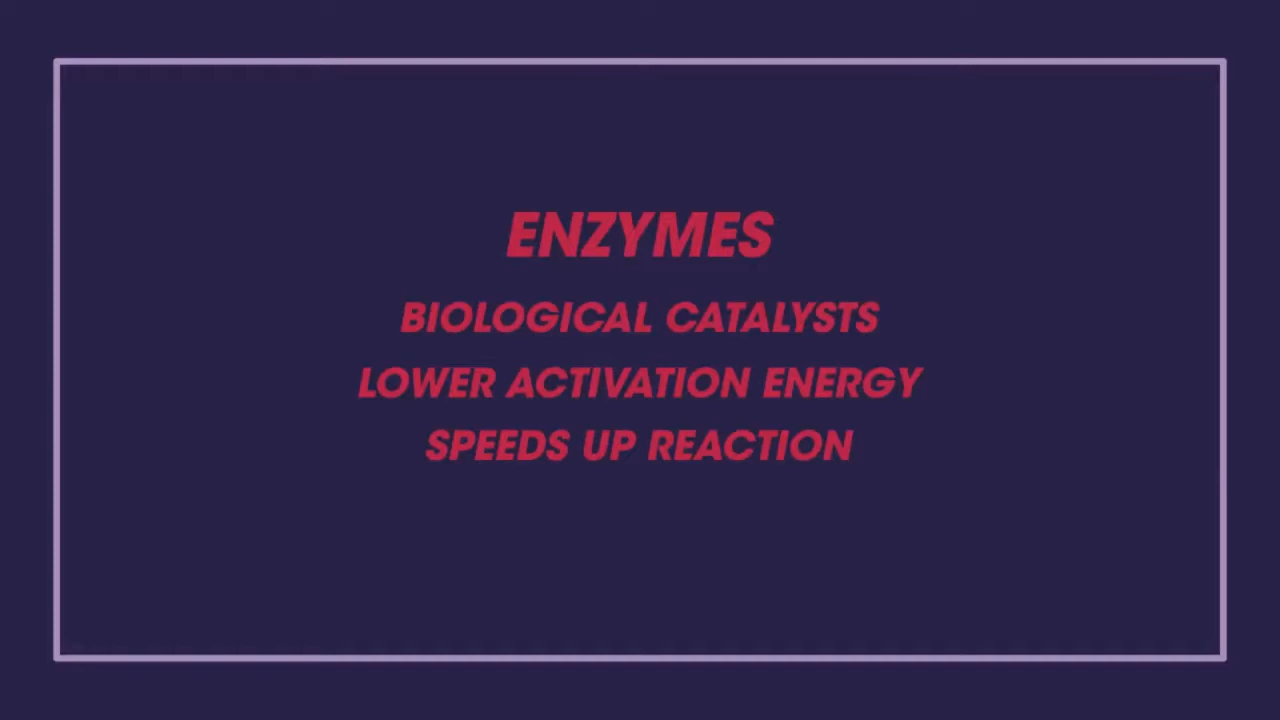 ENZYMES
BIOLOGICAL CATALYSTS
LOWER ACTIVATION ENERGY
SPEEDS UP REACTION